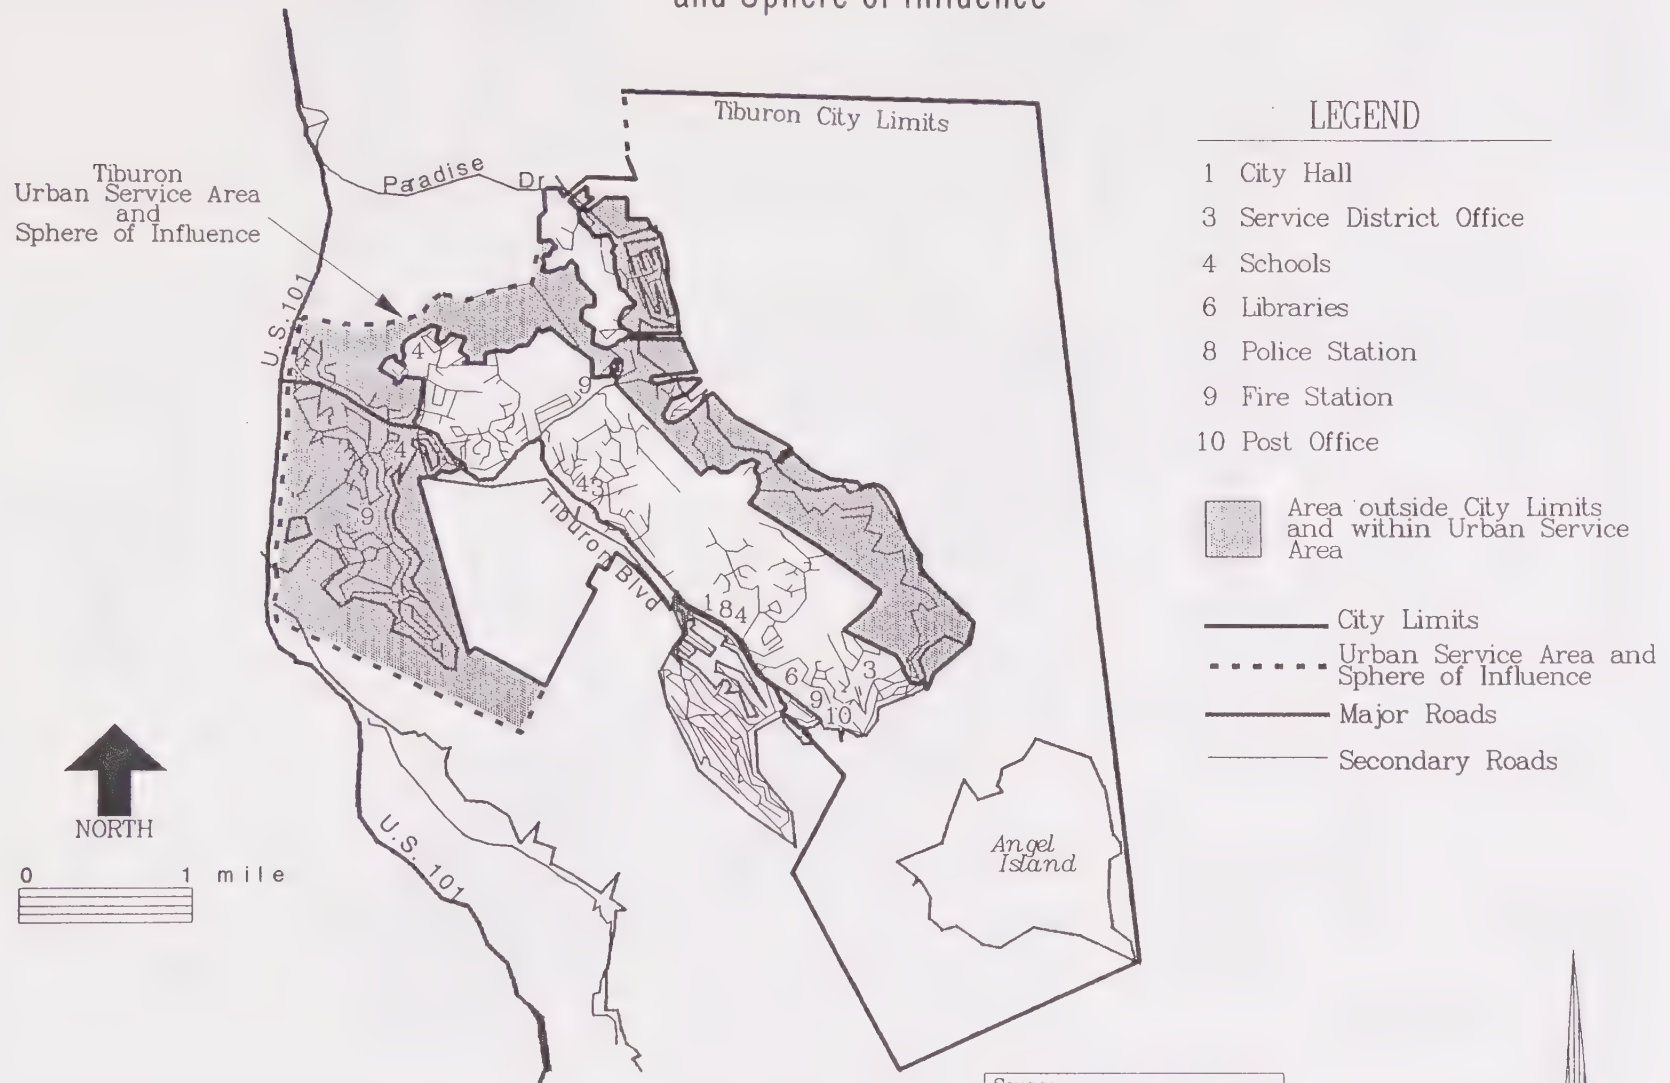 and Sphere of Influence
Tiburon City Limits
Paradise Dr.
Tiburon
Urban Service Area
and
Sphere of Influence
U.S. 101
4
9
4
9
43
Tiburon Blvd
184
2
6
3
9
10
U.S. 101
Angel
Island
NORTH
0 1 mile
LEGEND
1 City Hall
3 Service District Office
4 Schools
6 Libraries
8 Police Station
9 Fire Station
10 Post Office
Area outside City Limits
and within Urban Service
Area
City Limits
Urban Service Area and
Sphere of Influence
Major Roads
Secondary Roads